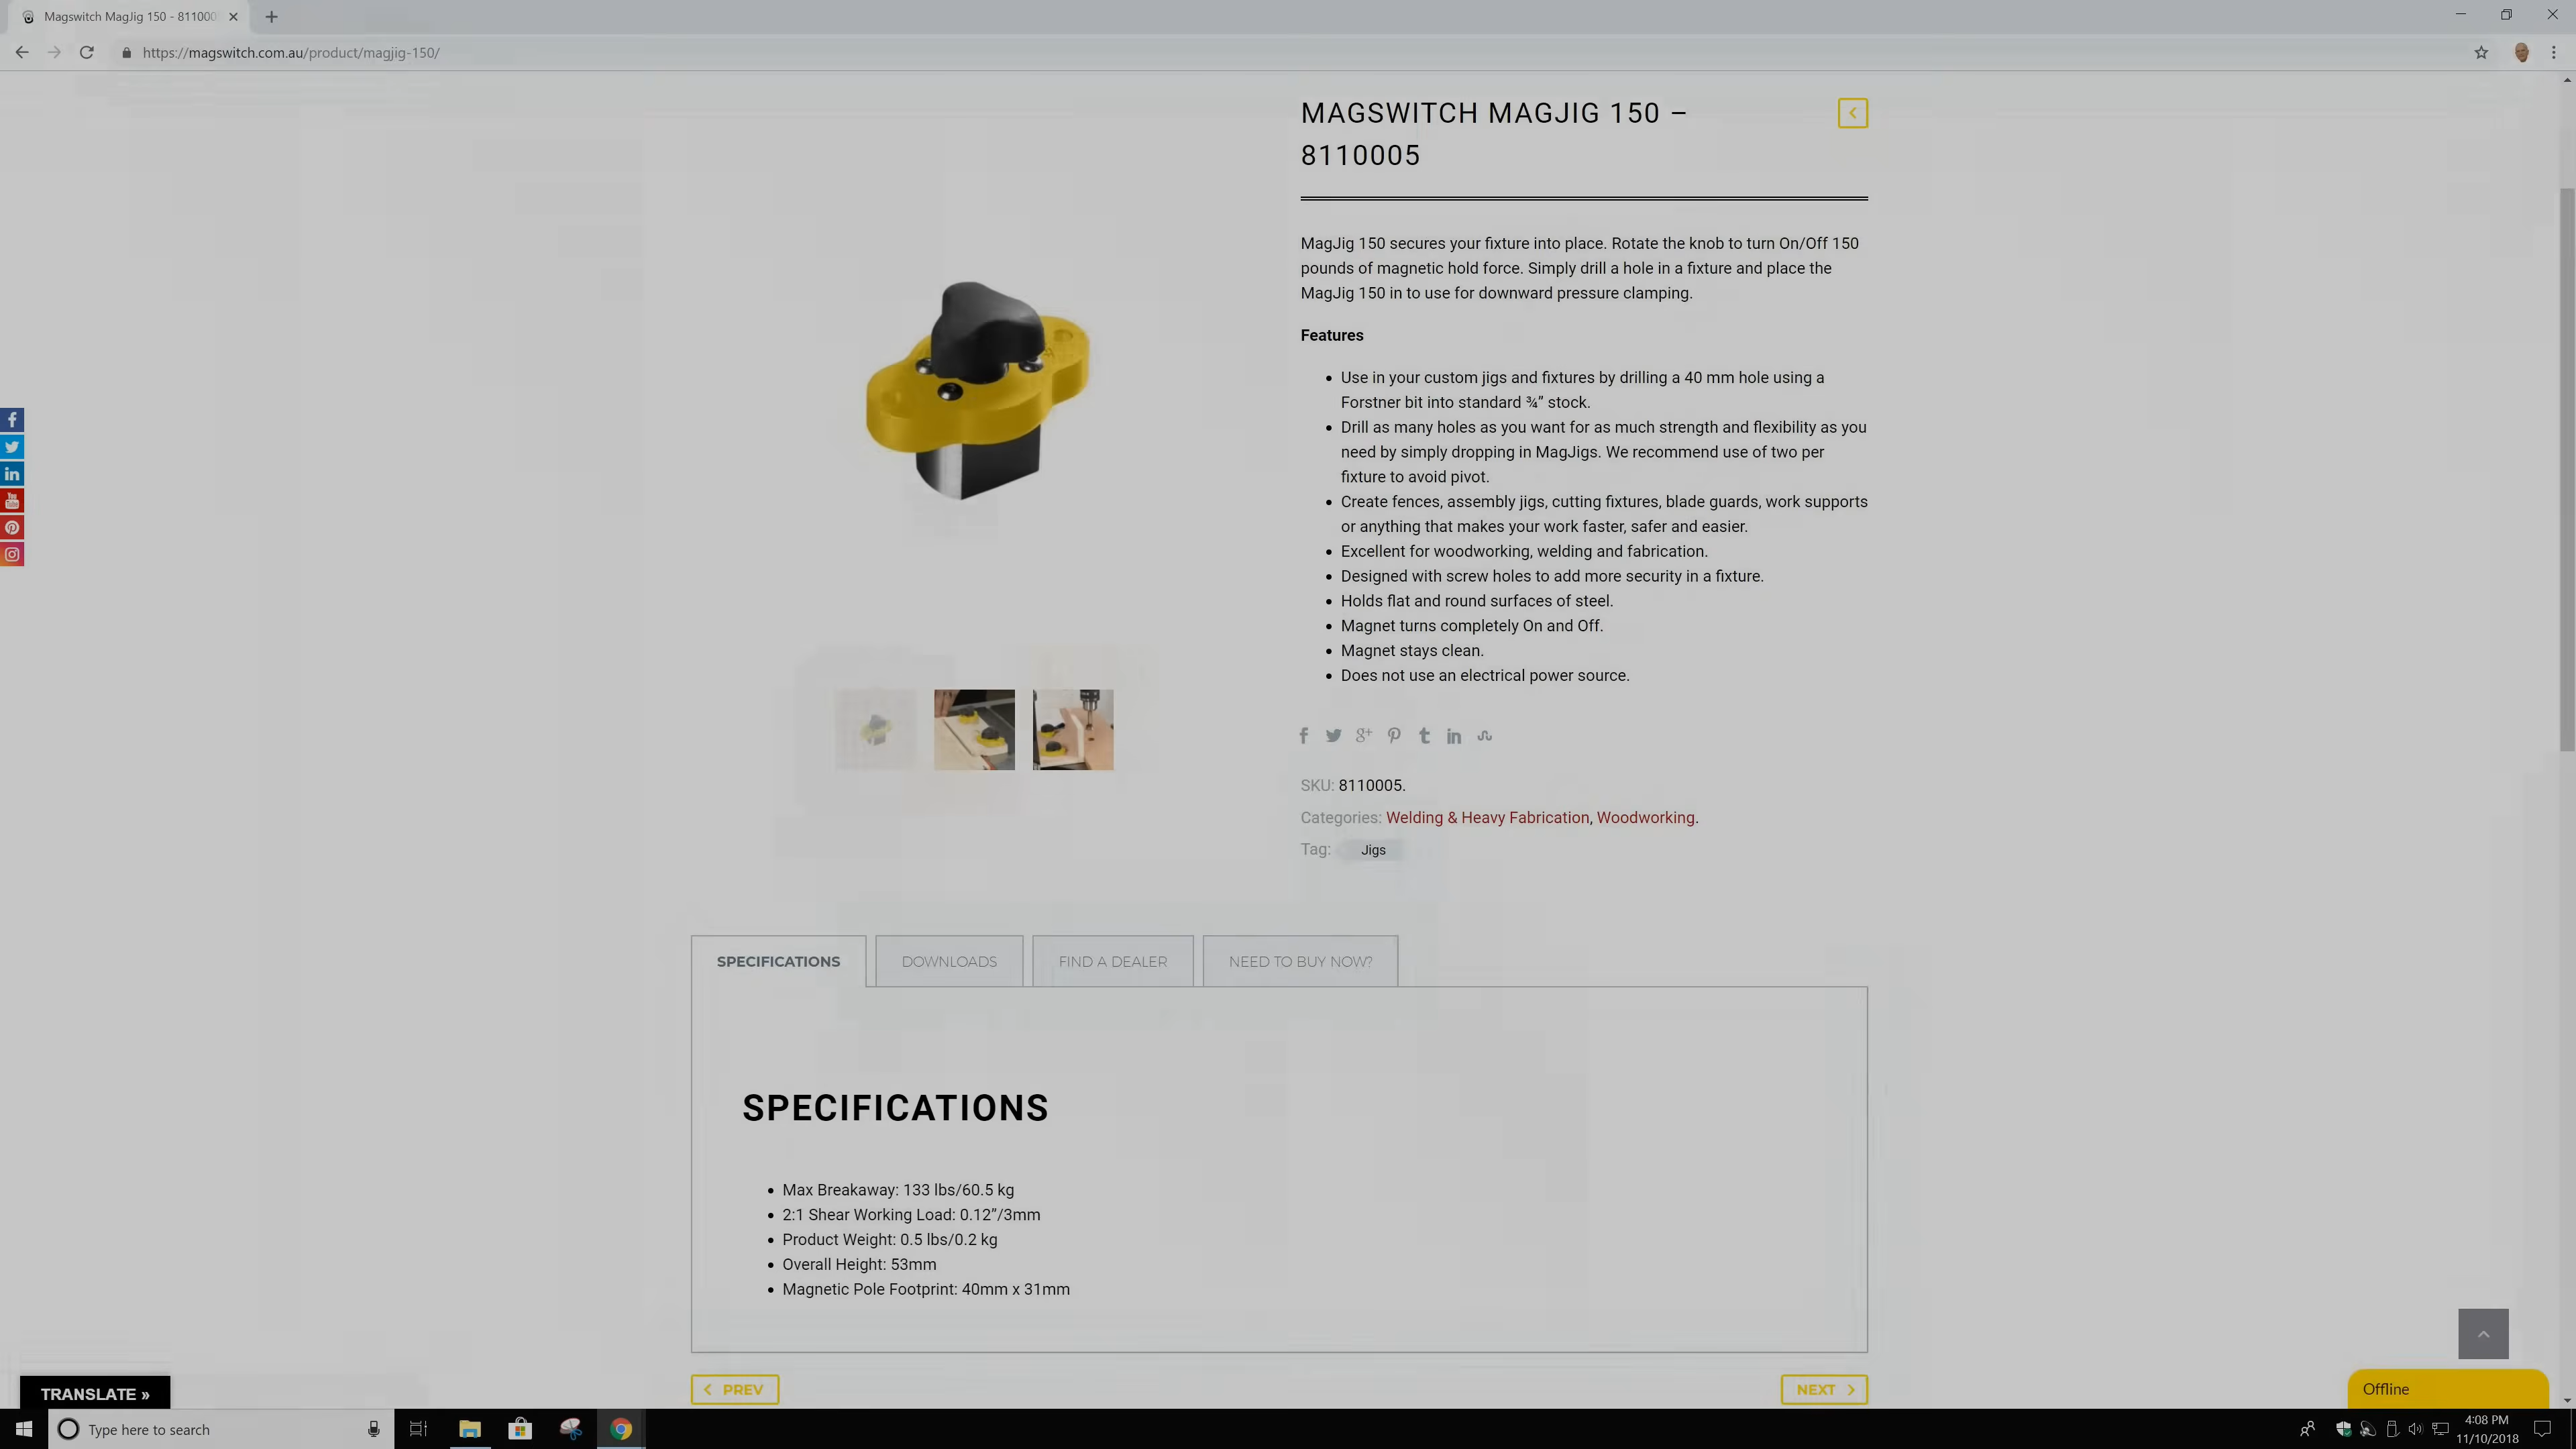 Magswitch MagJig 150 - 811000
https://magswitch.com.au/product/magjig-150/
MAGSWITCH MAGJIG 150 –
8110005
MagJig 150 secures your fixture into place. Rotate the knob to turn On/Off 150
pounds of magnetic hold force. Simply drill a hole in a fixture and place the
MagJig 150 in to use for downward pressure clamping.
Features
Use in your custom jigs and fixtures by drilling a 40 mm hole using a
Forstner bit into standard ¾” stock.
Drill as many holes as you want for as much strength and flexibility as you
need by simply dropping in MagJigs. We recommend use of two per
fixture to avoid pivot.
Create fences, assembly jigs, cutting fixtures, blade guards, work supports
or anything that makes your work faster, safer and easier.
Excellent for woodworking, welding and fabrication.
Designed with screw holes to add more security in a fixture.
Holds flat and round surfaces of steel.
Magnet turns completely On and Off.
Magnet stays clean.
Does not use an electrical power source.
SKU: 8110005.
Categories: Welding & Heavy Fabrication, Woodworking.
Tag: Jigs
SPECIFICATIONS DOWNLOADS FIND A DEALER NEED TO BUY NOW?
SPECIFICATIONS
Max Breakaway: 133 lbs/60.5 kg
2:1 Shear Working Load: 0.12”/3mm
Product Weight: 0.5 lbs/0.2 kg
Overall Height: 53mm
Magnetic Pole Footprint: 40mm x 31mm
PREV NEXT
TRANSLATE »
Offline
Type here to search
4:08 PM
11/10/2018